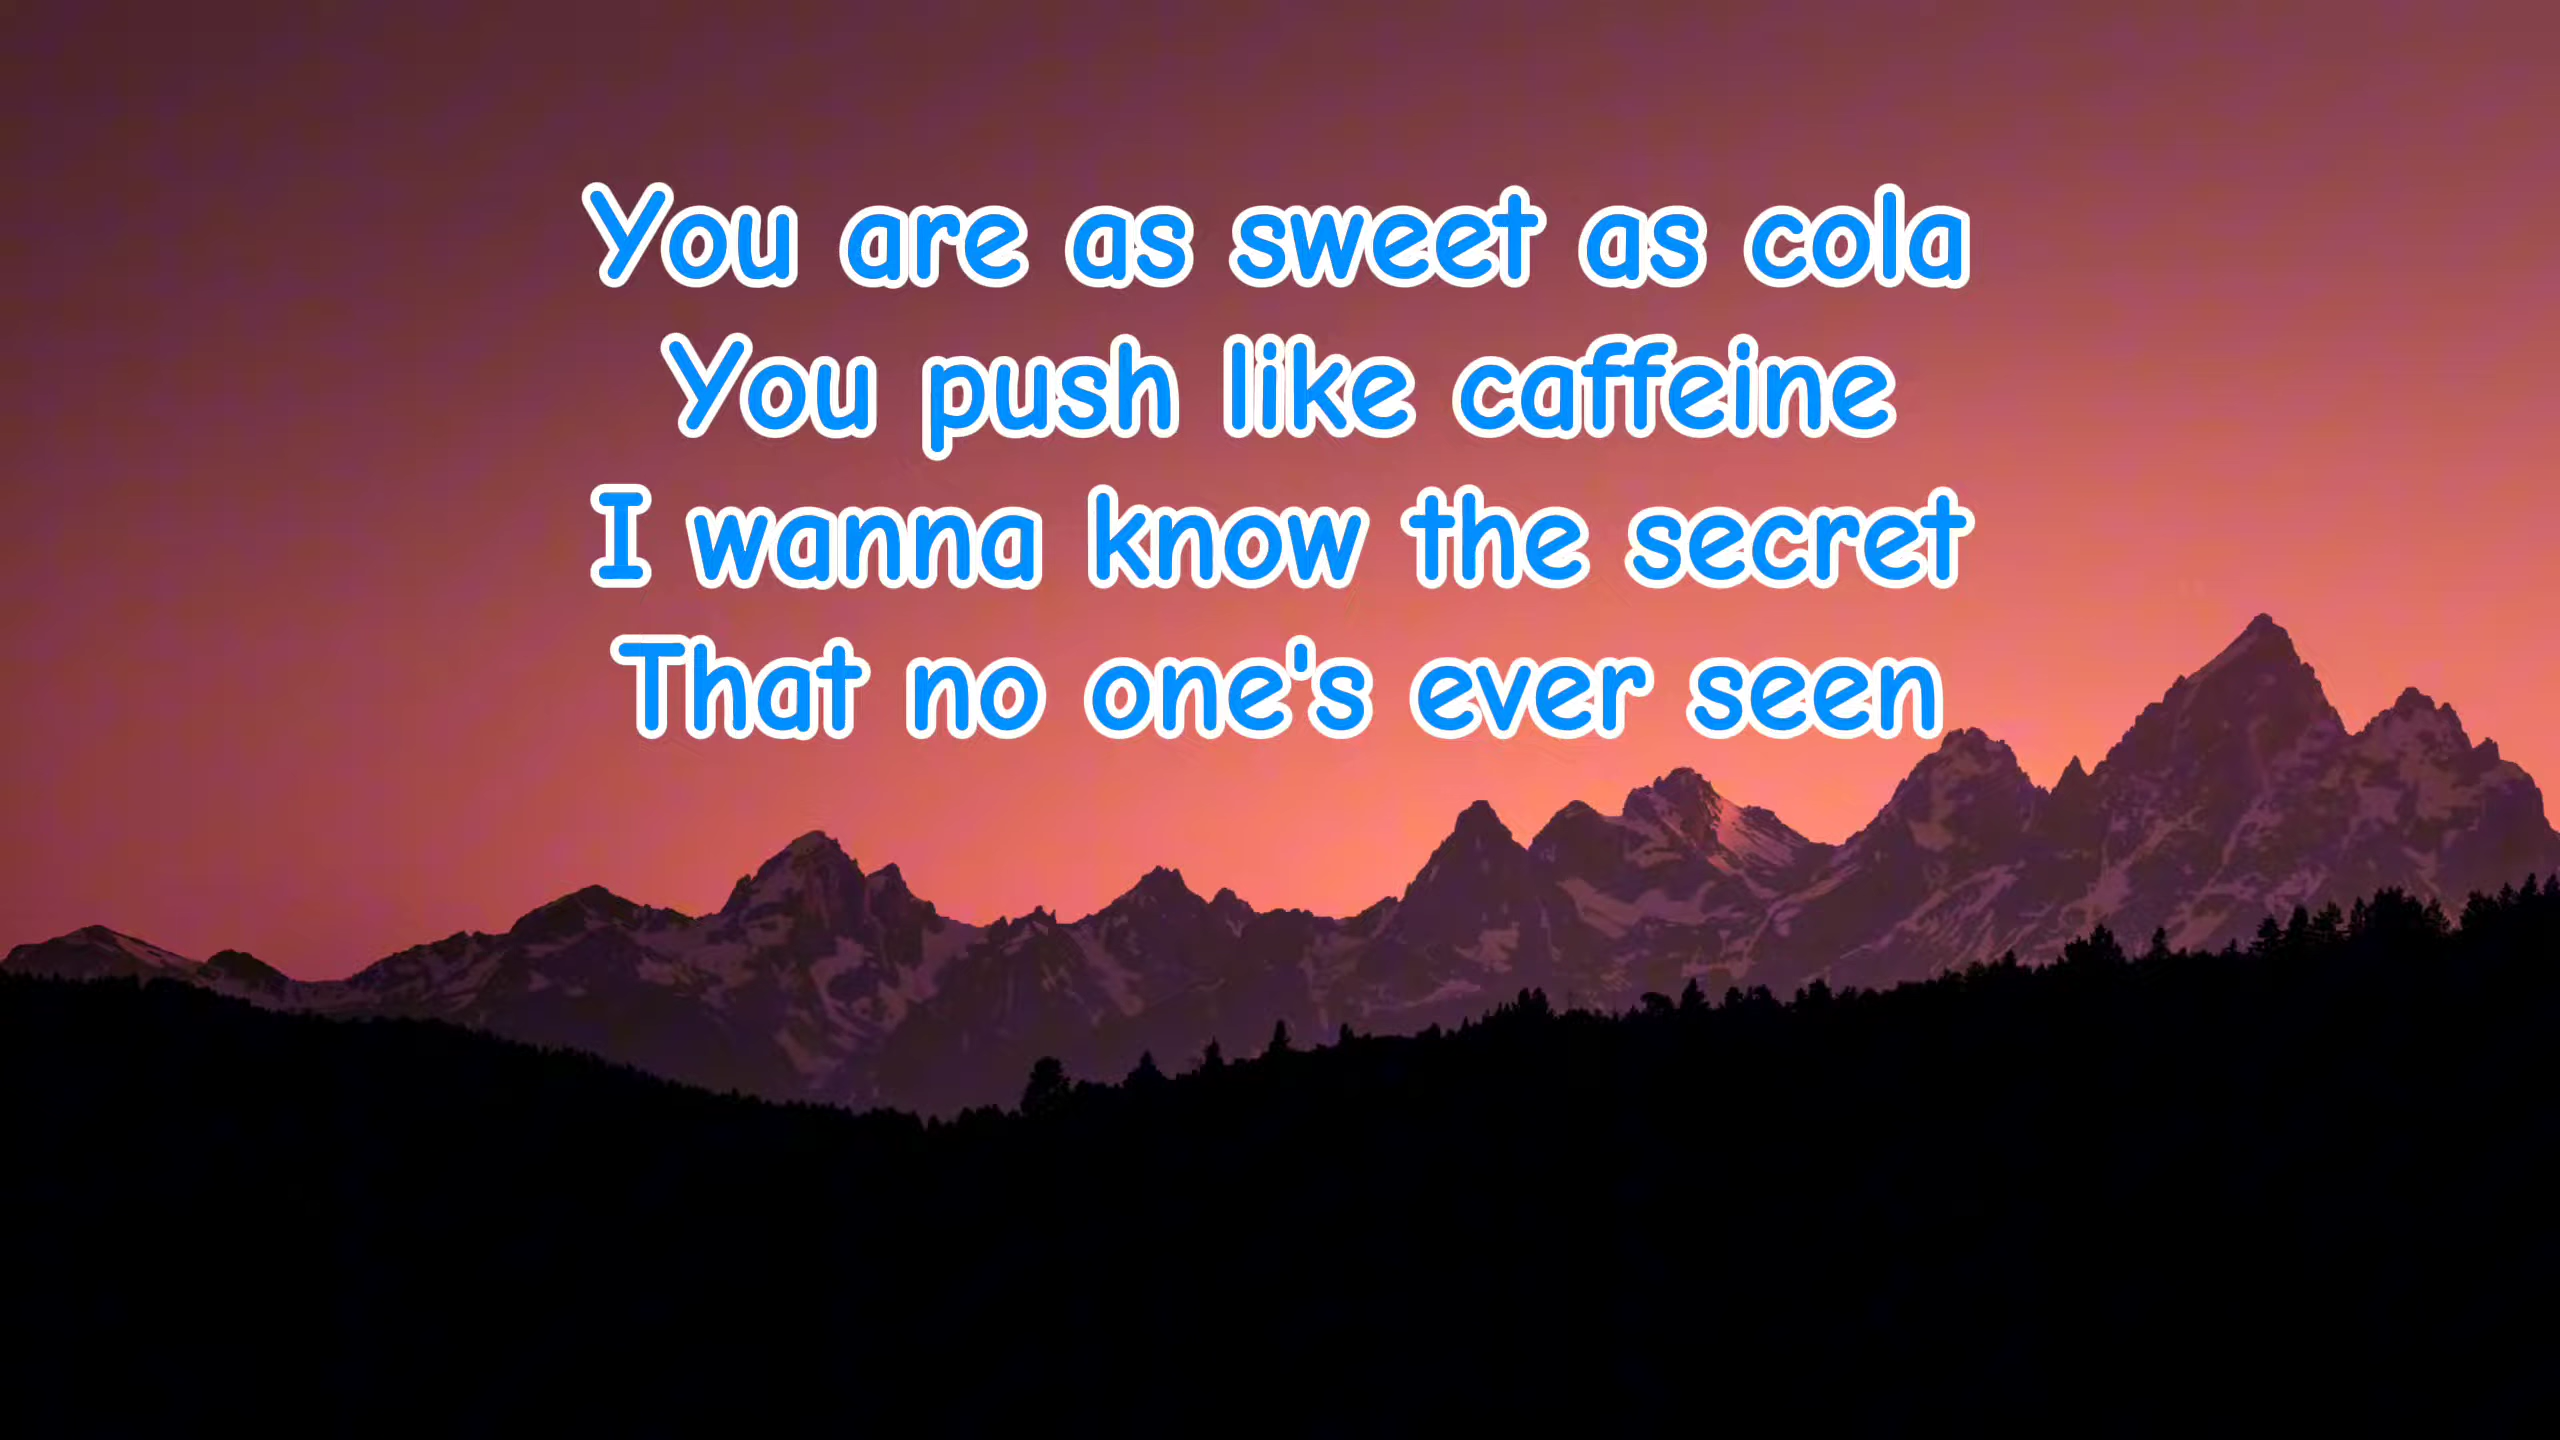 You are as sweet as cola
You push like caffeine
I wanna know the secret
That no one's ever seen